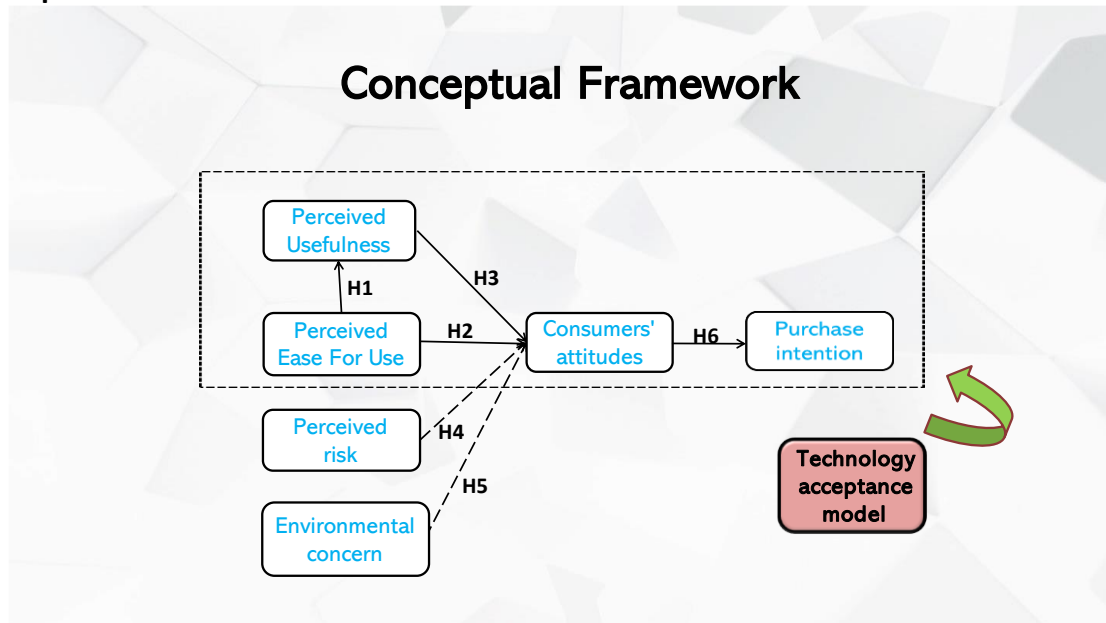 Conceptual Framework
Perceived
Usefulness
H1
H3
Perceived
Ease For Use
H2
Consumers'
attitudes
H6
Purchase
intention
Perceived
risk
H4
H5
Environmental
concern
Technology
acceptance
model